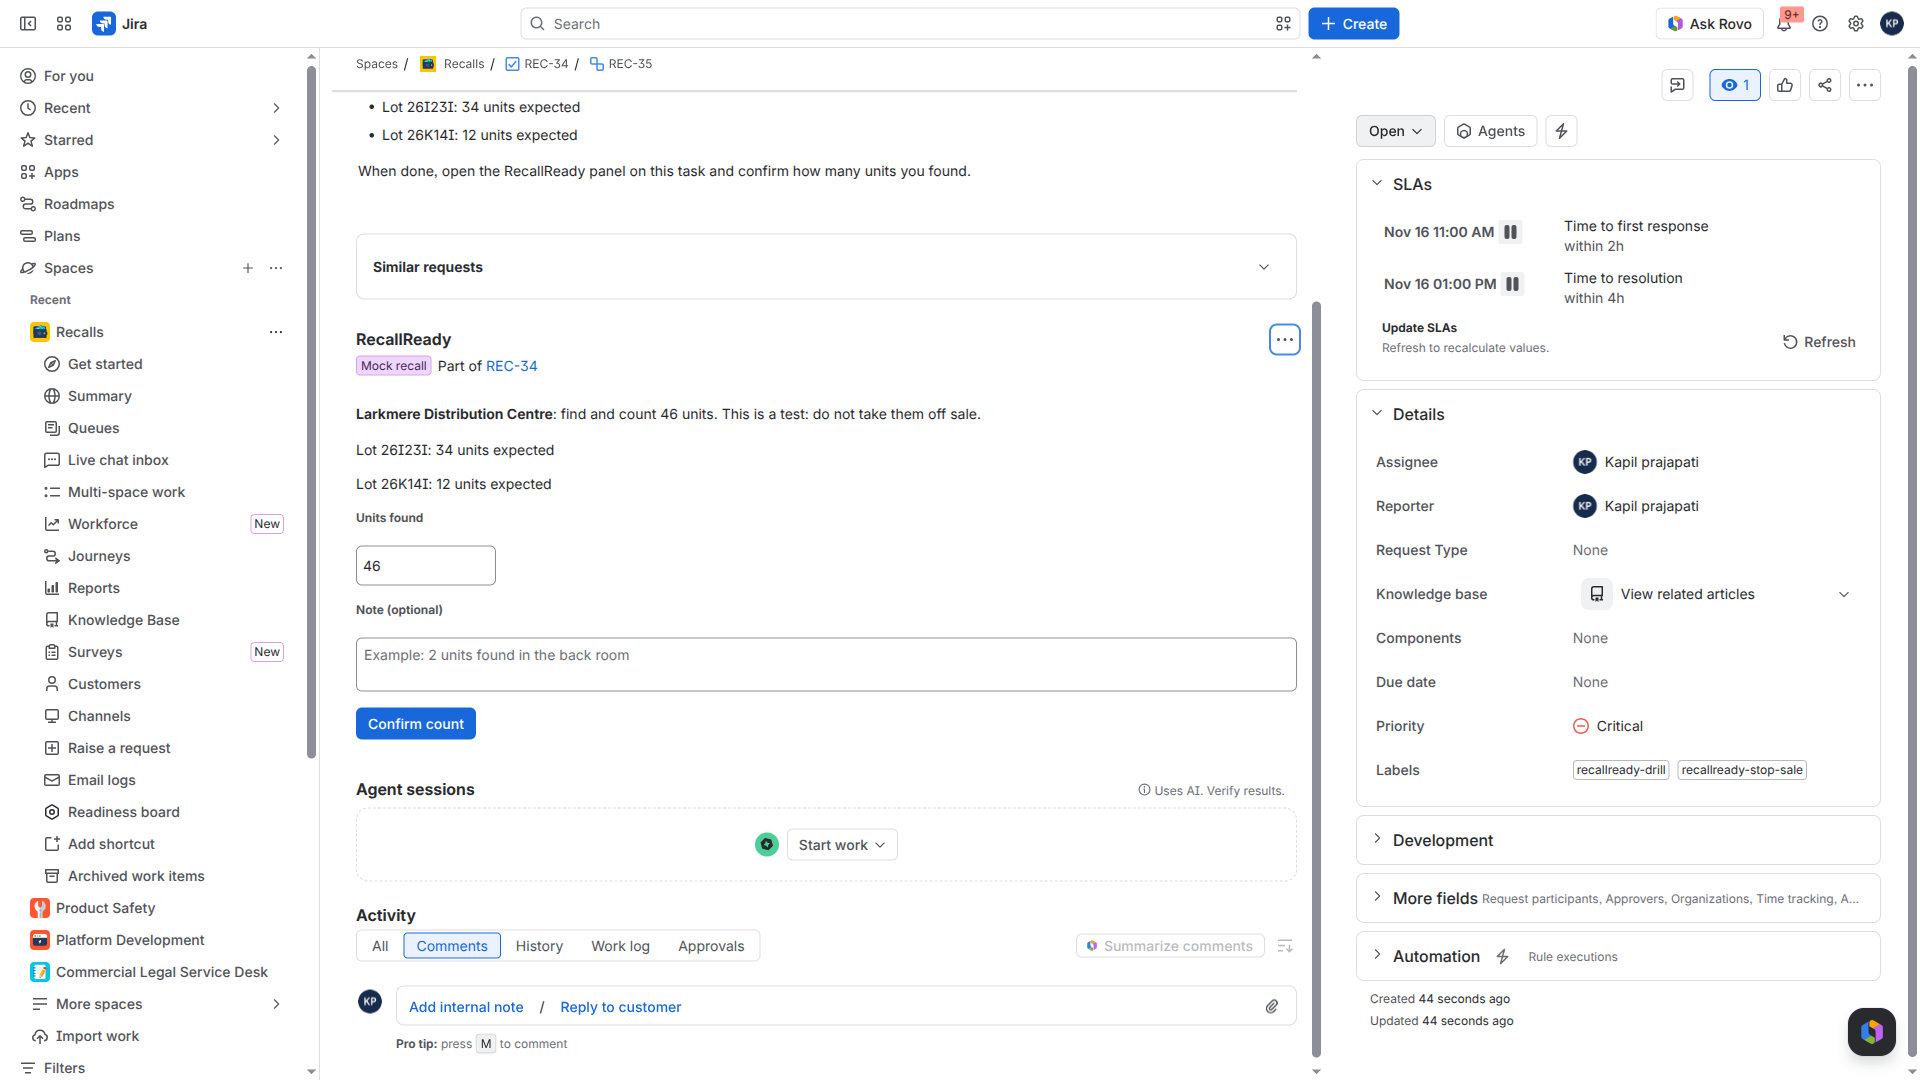 Jira
Search
Create
Ask Rovo
9+
KP
For you
Recent
Starred
Apps
Roadmaps
Plans
Spaces
Recent
Recalls
Get started
Summary
Queues
Live chat inbox
Multi-space work
Workforce New
Journeys
Reports
Knowledge Base
Surveys New
Customers
Channels
Raise a request
Email logs
Readiness board
Add shortcut
Archived work items
Product Safety
Platform Development
Commercial Legal Service Desk
More spaces
Import work
Filters
Spaces / Recalls / REC-34 / REC-35
• Lot 26I23I: 34 units expected
• Lot 26K14I: 12 units expected
When done, open the RecallReady panel on this task and confirm how many units you found.
Similar requests
RecallReady
Mock recall Part of REC-34
Larkmere Distribution Centre: find and count 46 units. This is a test: do not take them off sale.
Lot 26I23I: 34 units expected
Lot 26K14I: 12 units expected
Units found
46
Note (optional)
Example: 2 units found in the back room
Confirm count
Agent sessions
Uses AI. Verify results.
Start work
Activity
All Comments History Work log Approvals
Summarize comments
KP
Add internal note / Reply to customer
Pro tip: press M to comment
1
Open
Agents
SLAs
Nov 16 11:00 AM Time to first response
within 2h
Nov 16 01:00 PM Time to resolution
within 4h
Update SLAs
Refresh to recalculate values.
Refresh
Details
Assignee KP Kapil prajapati
Reporter KP Kapil prajapati
Request Type None
Knowledge base View related articles
Components None
Due date None
Priority Critical
Labels recallready-drill recallready-stop-sale
Development
More fields Request participants, Approvers, Organizations, Time tracking, A...
Automation Rule executions
Created 44 seconds ago
Updated 44 seconds ago